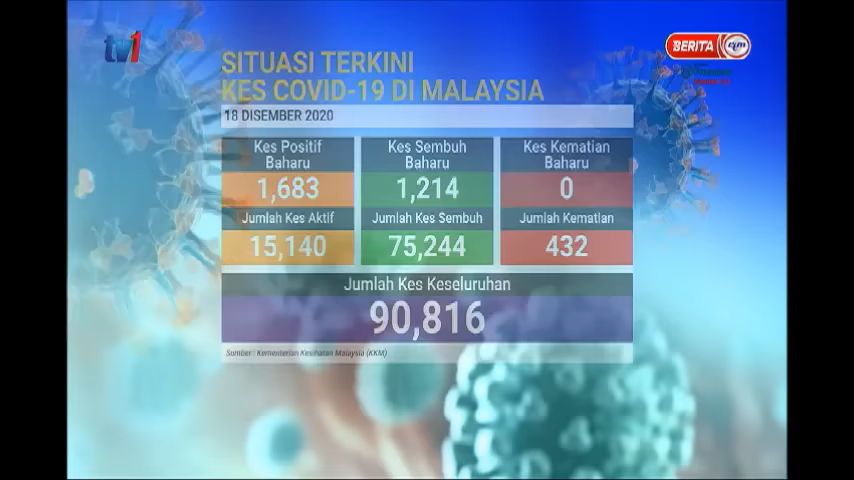 tv1
BERITA rtm
SITUASI TERKINI
KES COVID-19 DI MALAYSIA
18 DISEMBER 2020
Kes Positif Baharu
1,683
Kes Sembuh Baharu
1,214
Kes Kematian Baharu
0
Jumlah Kes Aktif
15,140
Jumlah Kes Sembuh
75,244
Jumlah Kematian
432
Jumlah Kes Keseluruhan
90,816
Sumber : Kementerian Kesihatan Malaysia (KKM)